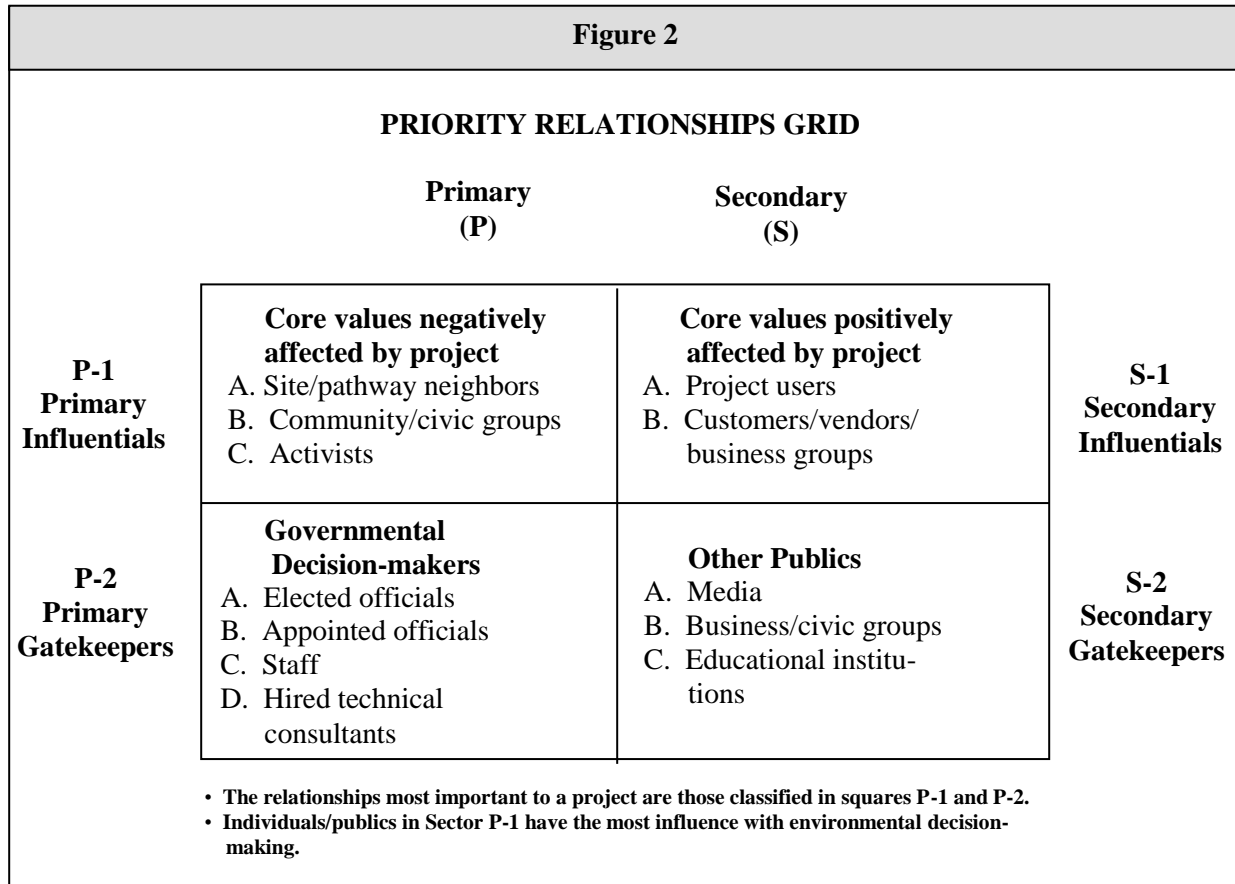 Figure 2
PRIORITY RELATIONSHIPS GRID
Primary
(P)
Secondary
(S)
P-1
Primary
Influentials
Core values negatively
affected by project
A. Site/pathway neighbors
B. Community/civic groups
C. Activists
Core values positively
affected by project
A. Project users
B. Customers/vendors/
business groups
S-1
Secondary
Influentials
P-2
Primary
Gatekeepers
Governmental
Decision-makers
A. Elected officials
B. Appointed officials
C. Staff
D. Hired technical
consultants
Other Publics
A. Media
B. Business/civic groups
C. Educational institu-
tions
S-2
Secondary
Gatekeepers
• The relationships most important to a project are those classified in squares P-1 and P-2.
• Individuals/publics in Sector P-1 have the most influence with environmental decision-
making.